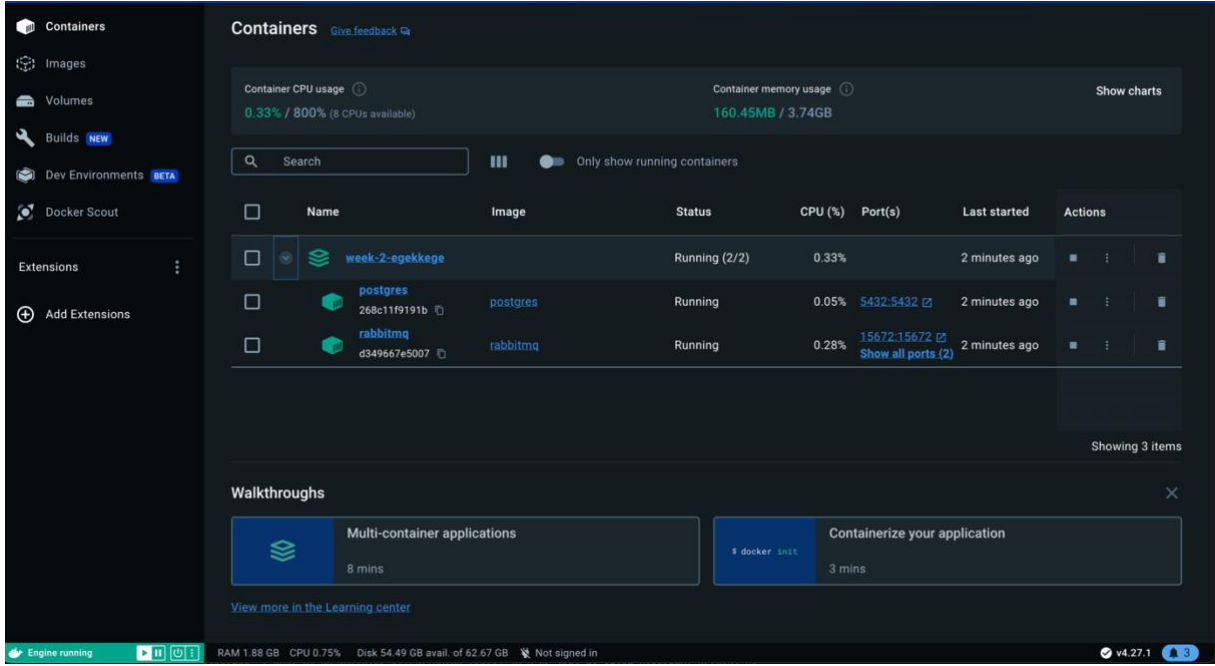 Containers
Images
Volumes
Builds NEW
Dev Environments BETA
Docker Scout
Extensions
Add Extensions
Containers Give feedback
Container CPU usage
0.33% / 800% (8 CPUs available)
Container memory usage
160.45MB / 3.74GB
Show charts
Search
Only show running containers
Name Image Status CPU (%) Port(s) Last started Actions
week-2-egekkege Running (2/2) 0.33% 2 minutes ago
postgres
268c11f9191b postgres Running 0.05% 5432:5432 2 minutes ago
rabbitmq
d349667e5007 rabbitmq Running 0.28% 15672:15672 2 minutes ago
Show all ports (2)
Showing 3 items
Walkthroughs
Multi-container applications
8 mins
$ docker init
Containerize your application
3 mins
View more in the Learning center
Engine running RAM 1.88 GB CPU 0.75% Disk 54.49 GB avail. of 62.67 GB Not signed in v4.27.1 3